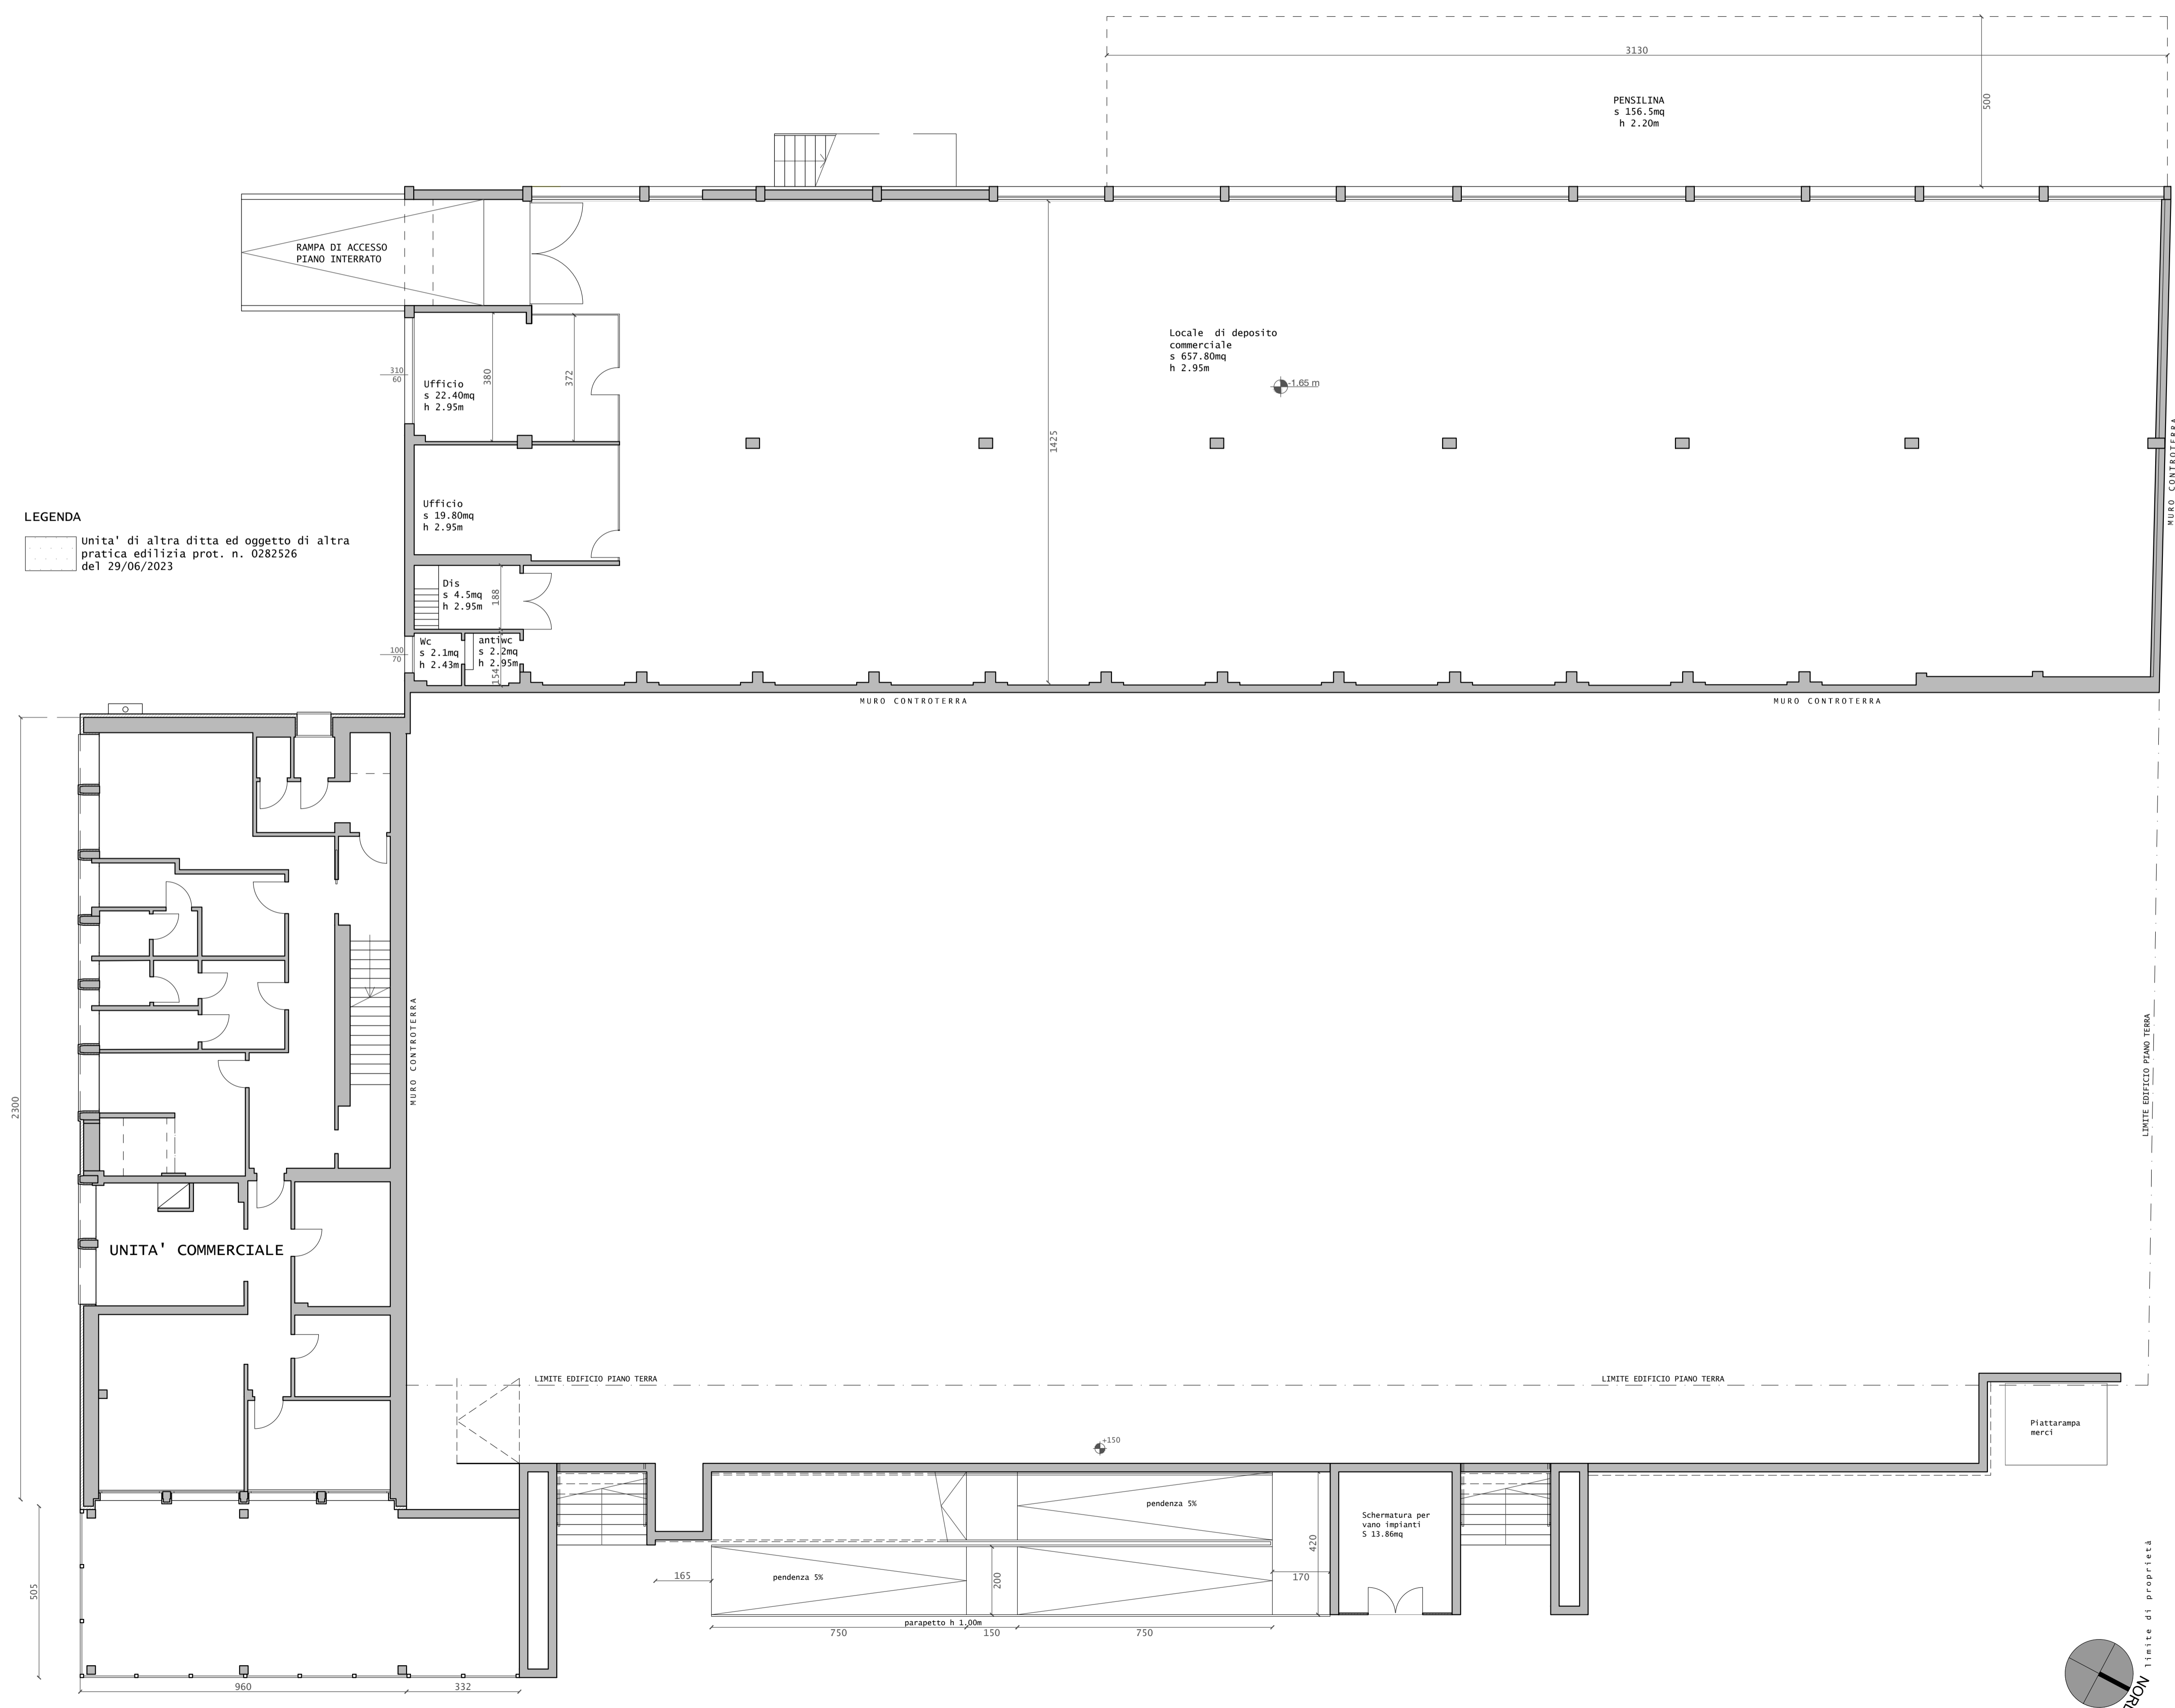 3130
500
PENSILINA
s 156.5mq
h 2.20m
RAMPA DI ACCESSO
PIANO INTERRATO
Locale di deposito
commerciale
s 657.80mq
h 2.95m
-1.65 m
310
60
Ufficio
s 22.40mq
h 2.95m
380
372
1425
MURO CONTROTERRA
Ufficio
s 19.80mq
h 2.95m
LEGENDA
Unita' di altra ditta ed oggetto di altra
pratica edilizia prot. n. 0282526
del 29/06/2023
Dis
s 4.5mq
h 2.95m
188
100
70
Wc
s 2.1mq
h 2.43m
antiwc
s 2.2mq
h 2.95m
154
MURO CONTROTERRA
MURO CONTROTERRA
2300
MURO CONTROTERRA
LIMITE EDIFICIO PIANO TERRA
UNITA' COMMERCIALE
LIMITE EDIFICIO PIANO TERRA
LIMITE EDIFICIO PIANO TERRA
Piattarampa
merci
+150
pendenza 5%
Schermatura per
vano impianti
S 13.86mq
420
505
165
pendenza 5%
200
170
parapetto h 1.00m
750
150
750
limite di proprietà
960
332